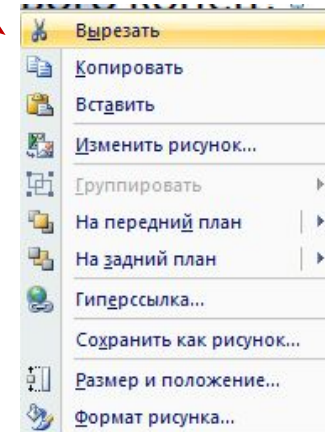 Вырезать
Копировать
Вставить
Изменить рисунок...
Группировать
На передний план
На задний план
Гиперссылка...
Сохранить как рисунок...
Размер и положение...
Формат рисунка...